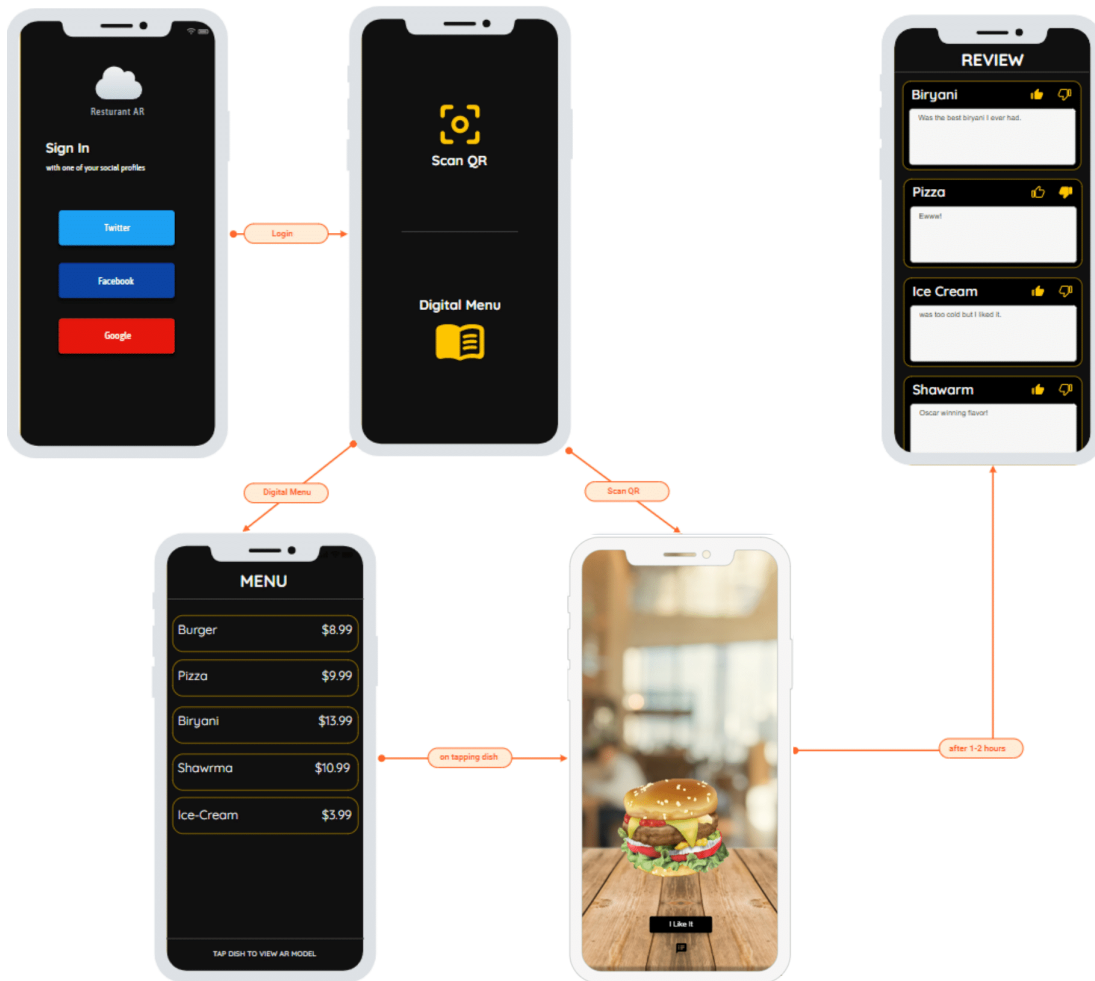 Resturant AR
Sign In
with one of your social profiles
Twitter
Facebook
Google
Login
Scan QR
Digital Menu
Digital Menu
Scan QR
MENU
Burger $8.99
Pizza $9.99
Biryani $13.99
Shawrma $10.99
Ice-Cream $3.99
TAP DISH TO VIEW AR MODEL
on tapping dish
I Like It
after 1-2 hours
REVIEW
Biryani
Was the best biryani I ever had.
Pizza
Ewww!
Ice Cream
was too cold but I liked it.
Shawarm
Oscar winning flavor!